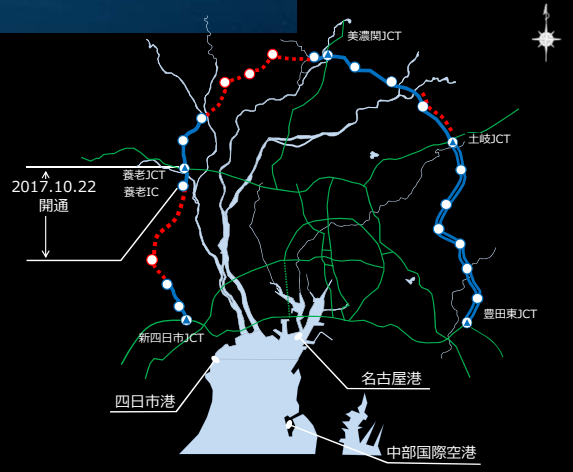 美濃関JCT
土岐JCT
養老JCT
養老IC
2017.10.22
開通
豊田東JCT
新四日市JCT
名古屋港
四日市港
中部国際空港